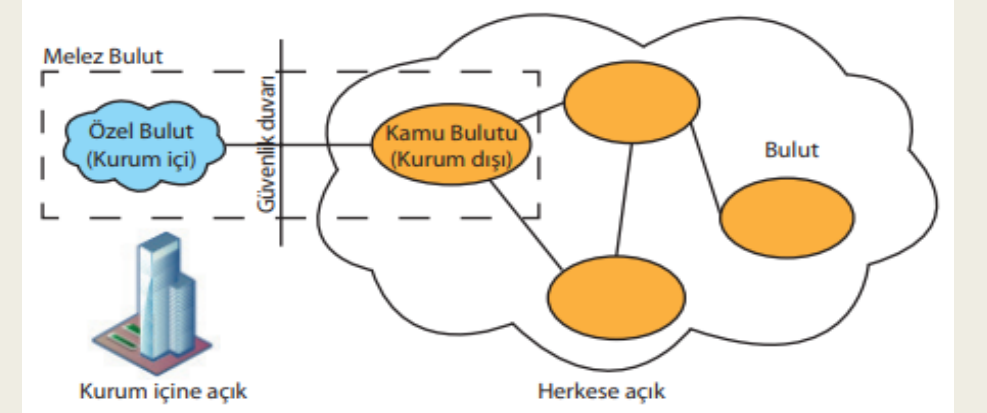 Melez Bulut
Özel Bulut
(Kurum içi)
Güvenlik duvarı
Kamu Bulutu
(Kurum dışı)
Bulut
Kurum içine açık
Herkese açık